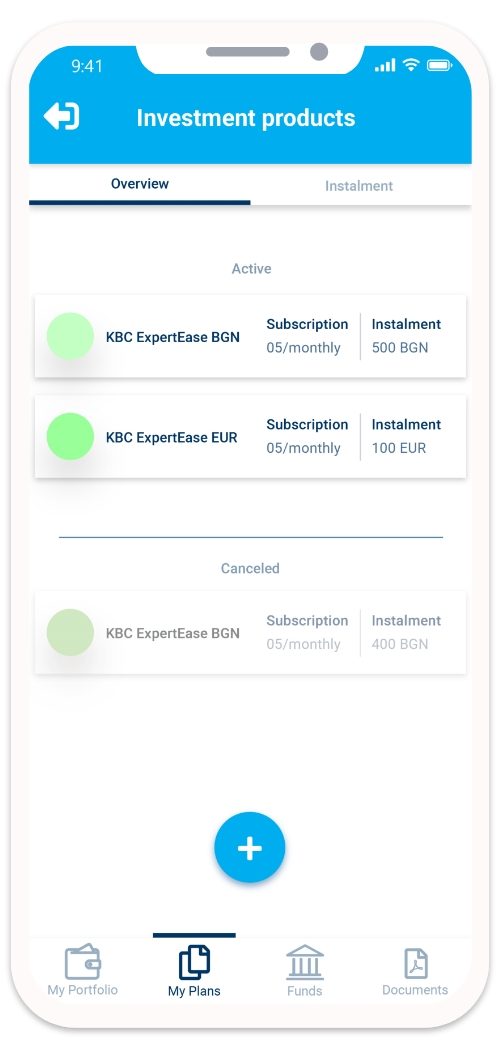 9:41
Investment products
Overview Instalment
Active
KBC ExpertEase BGN
Subscription
05/monthly
Instalment
500 BGN
KBC ExpertEase EUR
Subscription
05/monthly
Instalment
100 EUR
Canceled
KBC ExpertEase BGN
Subscription
05/monthly
Instalment
400 BGN
My Portfolio My Plans Funds Documents